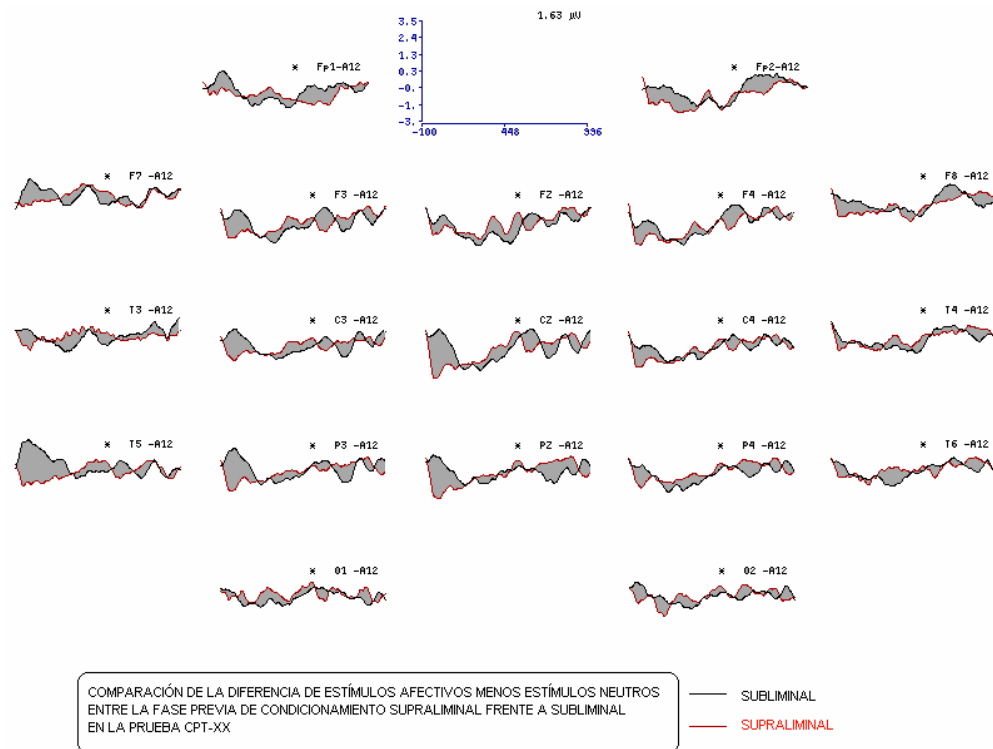 1.63 µV
3.5
2.4
1.3
0.3
-0.
-1.
-3.
-100 448 996
* Fp1-A12
* Fp2-A12
* F7 -A12
* F3 -A12
* FZ -A12
* F4 -A12
* F8 -A12
* T3 -A12
* C3 -A12
* CZ -A12
* C4 -A12
* T4 -A12
* T5 -A12
* P3 -A12
* PZ -A12
* P4 -A12
* T6 -A12
* O1 -A12
* O2 -A12
COMPARACIÓN DE LA DIFERENCIA DE ESTÍMULOS AFECTIVOS MENOS ESTÍMULOS NEUTROS
ENTRE LA FASE PREVIA DE CONDICIONAMIENTO SUPRALIMINAL FRENTE A SUBLIMINAL
EN LA PRUEBA CPT-XX
SUBLIMINAL
SUPRALIMINAL